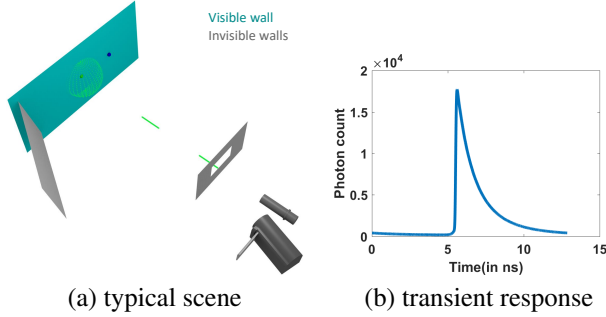 Visible wall
Invisible walls
×10⁴
2
1.5
1
0.5
0
0 5 10 15
Photon count
Time(in ns)
(a) typical scene
(b) transient response